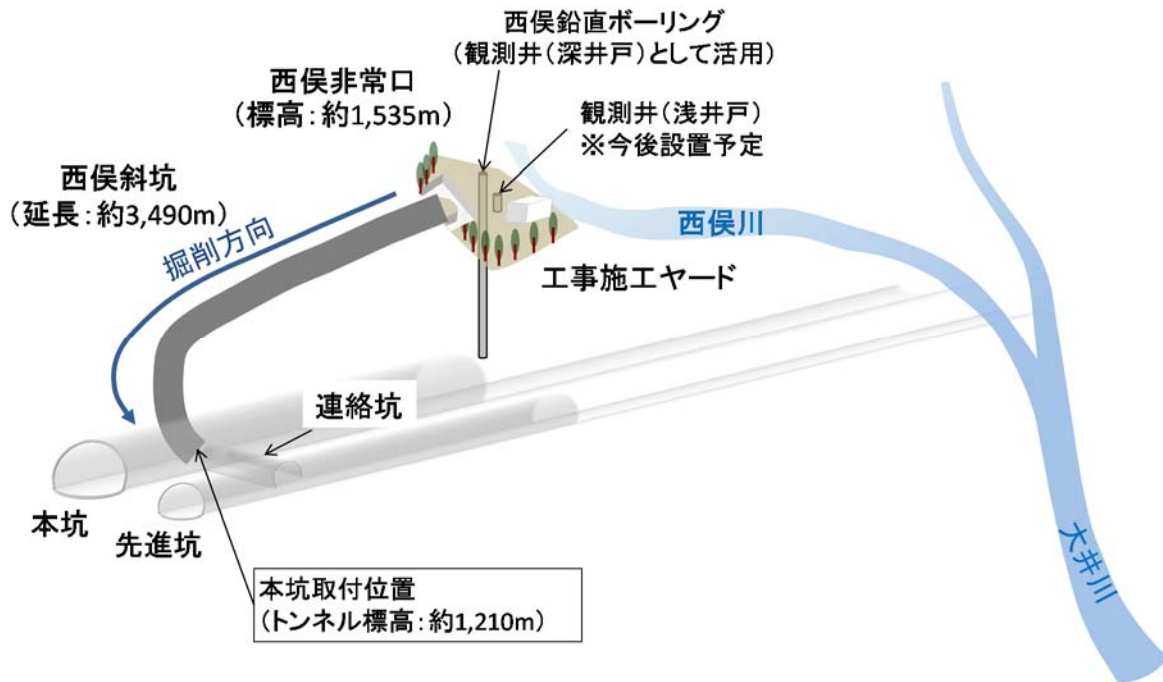 西俣鉛直ボーリング
（観測井（深井戸）として活用）
西俣非常口
（標高：約1,535m）
観測井（浅井戸）
※今後設置予定
西俣斜坑
（延長：約3,490m）
掘削方向
西俣川
工事施工ヤード
連絡坑
本坑
先進坑
大井川
本坑取付位置
（トンネル標高：約1,210m）